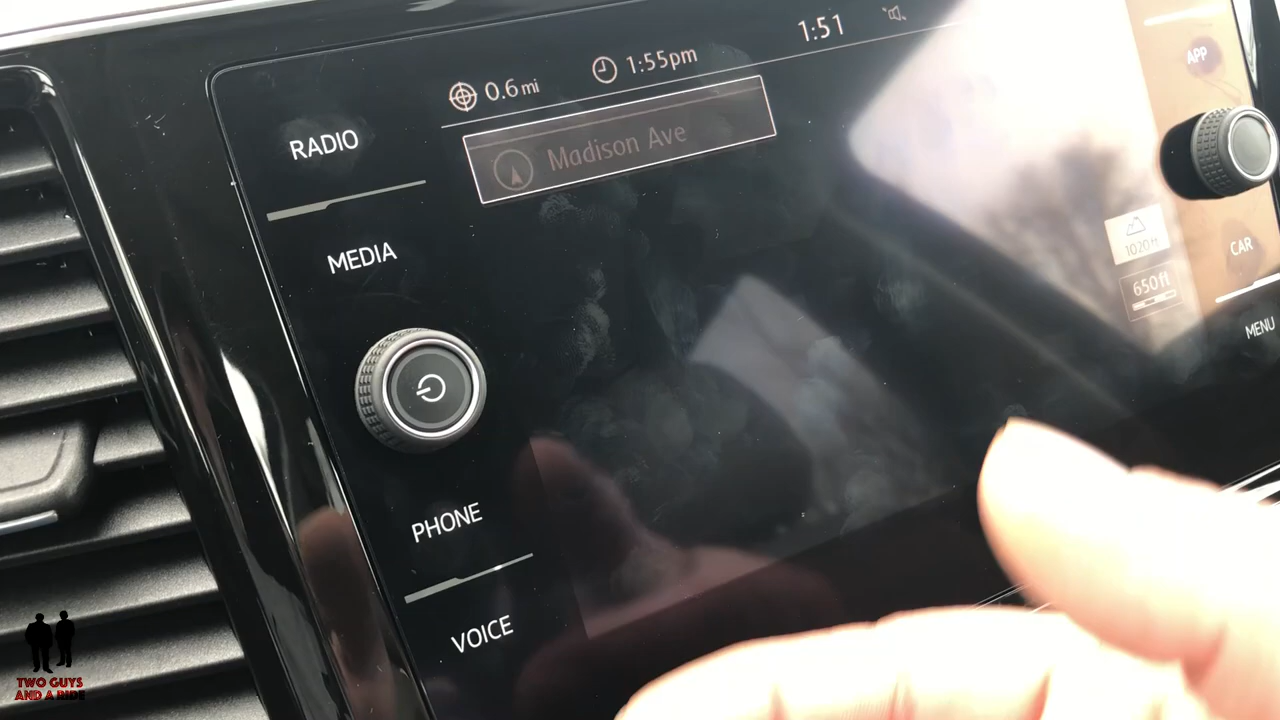 1:51
0.6 mi
1:55pm
Madison Ave
RADIO
MEDIA
PHONE
VOICE
APP
CAR
MENU
1020 ft
650 ft
TWO GUYS
AND A RIDE